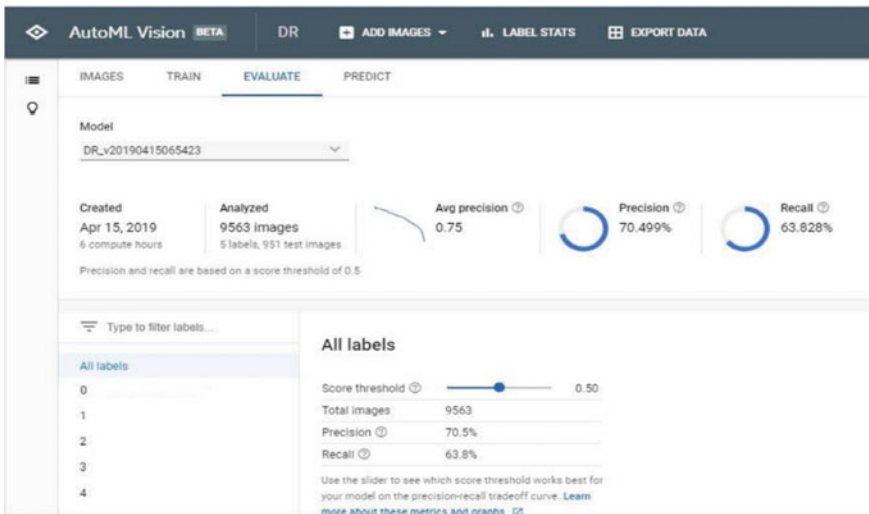 AutoML Vision BETA DR ADD IMAGES LABEL STATS EXPORT DATA
IMAGES TRAIN EVALUATE PREDICT
Model
DR_v20190415065423
Created Analyzed Avg precision Precision Recall
Apr 15, 2019 9563 images 0.75 70.499% 63.828%
6 compute hours 5 labels, 951 test images
Precision and recall are based on a score threshold of 0.5
Type to filter labels...
All labels
0
1
2
3
4
All labels
Score threshold 0.50
Total images 9563
Precision 70.5%
Recall 63.8%
Use the slider to see which score threshold works best for
your model on the precision-recall tradeoff curve. Learn
more about these metrics and graphs